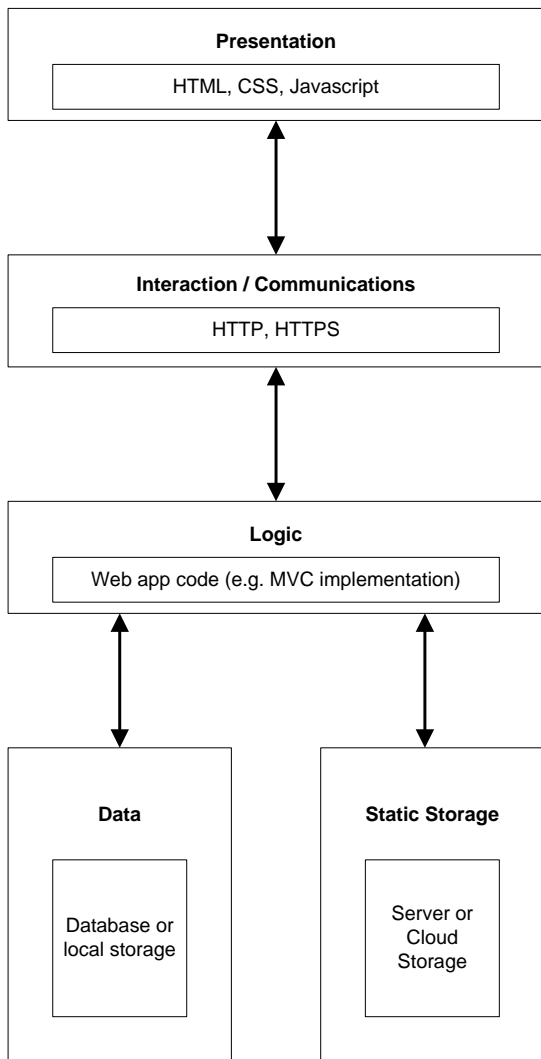 Presentation
HTML, CSS, Javascript
Interaction / Communications
HTTP, HTTPS
Logic
Web app code (e.g. MVC implementation)
Data
Database or
local storage
Static Storage
Server or
Cloud
Storage